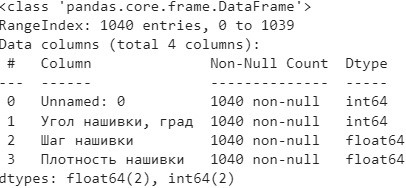 <class 'pandas.core.frame.DataFrame'>
RangeIndex: 1040 entries, 0 to 1039
Data columns (total 4 columns):
 #   Column               Non-Null Count  Dtype
---  ------               --------------  -----
 0   Unnamed: 0           1040 non-null   int64
 1   Угол нашивки, град   1040 non-null   int64
 2   Шаг нашивки          1040 non-null   float64
 3   Плотность нашивки    1040 non-null   float64
dtypes: float64(2), int64(2)